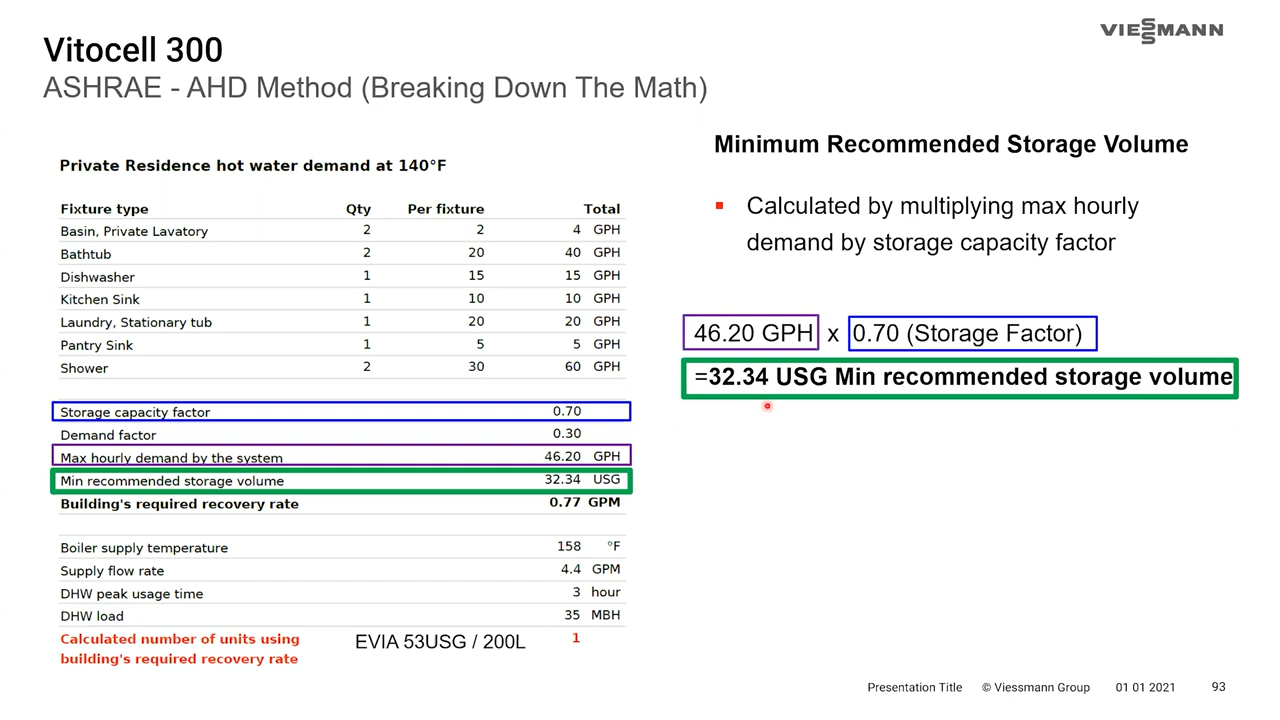 VIESSMANN
Vitocell 300
ASHRAE - AHD Method (Breaking Down The Math)
Private Residence hot water demand at 140°F
Fixture type Qty Per fixture Total
Basin, Private Lavatory 2 2 4 GPH
Bathtub 2 20 40 GPH
Dishwasher 1 15 15 GPH
Kitchen Sink 1 10 10 GPH
Laundry, Stationary tub 1 20 20 GPH
Pantry Sink 1 5 5 GPH
Shower 2 30 60 GPH
Storage capacity factor 0.70
Demand factor 0.30
Max hourly demand by the system 46.20 GPH
Min recommended storage volume 32.34 USG
Building's required recovery rate 0.77 GPM
Boiler supply temperature 158 °F
Supply flow rate 4.4 GPM
DHW peak usage time 3 hour
DHW load 35 MBH
Calculated number of units using EVIA 53USG / 200L 1
building's required recovery rate
Minimum Recommended Storage Volume
Calculated by multiplying max hourly
demand by storage capacity factor
46.20 GPH x 0.70 (Storage Factor)
=32.34 USG Min recommended storage volume
Presentation Title © Viessmann Group 01 01 2021 93